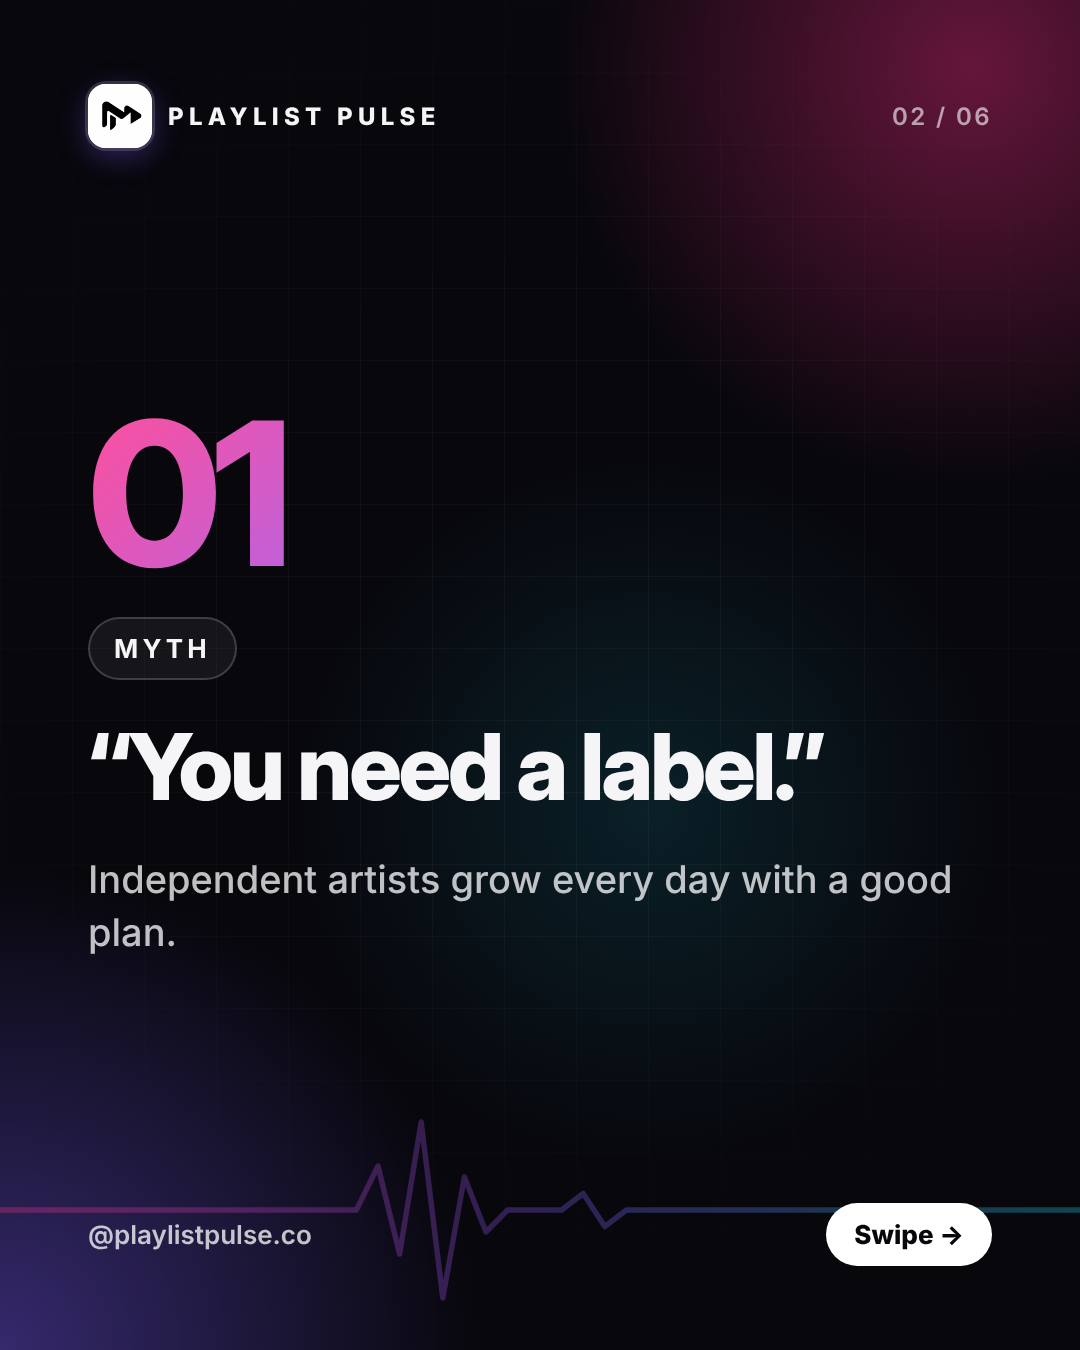 PLAYLIST PULSE
02 / 06
01
MYTH
“You need a label.”
Independent artists grow every day with a good
plan.
@playlistpulse.co
Swipe →